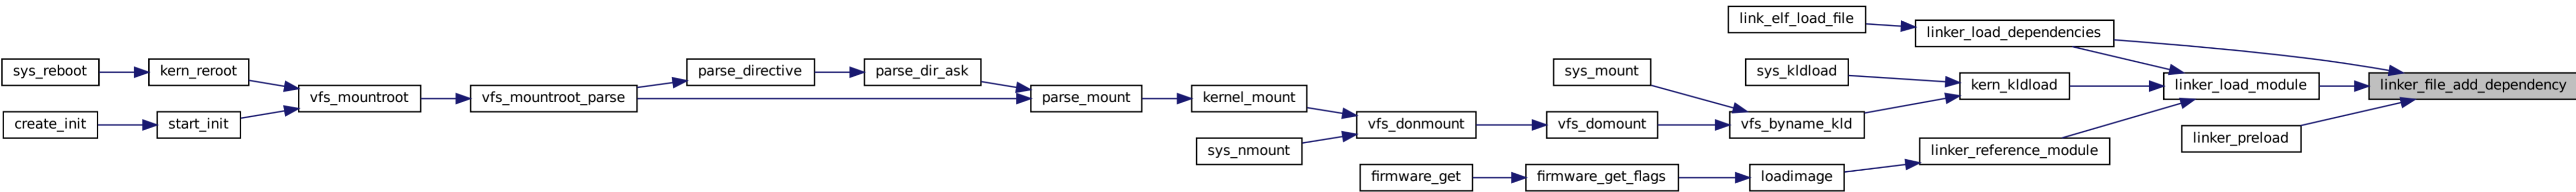 sys_reboot
kern_reroot
create_init
start_init
vfs_mountroot
vfs_mountroot_parse
parse_directive
parse_dir_ask
parse_mount
kernel_mount
sys_nmount
vfs_donmount
firmware_get
sys_mount
vfs_domount
firmware_get_flags
link_elf_load_file
sys_kldload
vfs_byname_kld
loadimage
linker_load_dependencies
kern_kldload
linker_reference_module
linker_load_module
linker_preload
linker_file_add_dependency